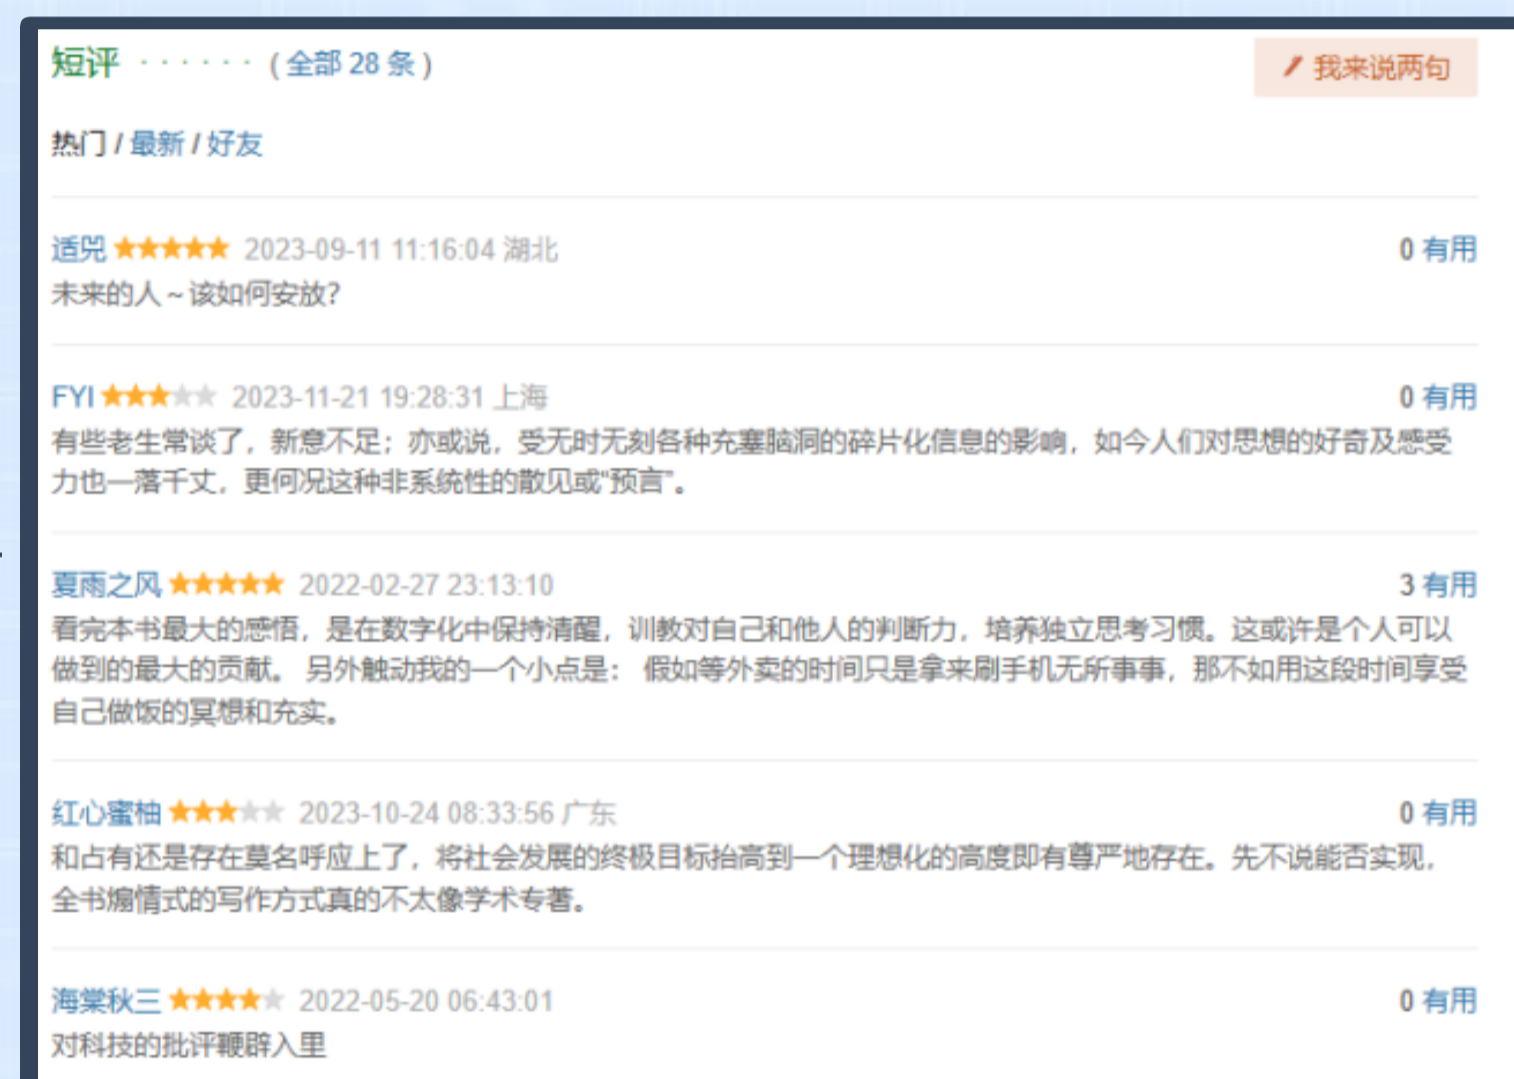 短评 · · · · · · ( 全部 28 条 )
我来说两句
热门 / 最新 / 好友
适兕 2023-09-11 11:16:04 湖北
0 有用
未来的人~该如何安放?
FYI 2023-11-21 19:28:31 上海
0 有用
有些老生常谈了，新意不足；亦或说，受无时无刻各种充塞脑洞的碎片化信息的影响，如今人们对思想的好奇及感受
力也一落千丈，更何况这种非系统性的散见或“预言”。
夏雨之风 2022-02-27 23:13:10
3 有用
看完本书最大的感悟，是在数字化中保持清醒，训教对自己和他人的判断力，培养独立思考习惯。这或许是个人可以
做到的最大的贡献。 另外触动我的一个小点是： 假如等外卖的时间只是拿来刷手机无所事事，那不如用这段时间享受
自己做饭的冥想和充实。
红心蜜柚 2023-10-24 08:33:56 广东
0 有用
和占有还是存在莫名呼应上了，将社会发展的终极目标抬高到一个理想化的高度即有尊严地存在。先不说能否实现，
全书煽情式的写作方式真的不太像学术专著。
海棠秋三 2022-05-20 06:43:01
0 有用
对科技的批评鞭辟入里